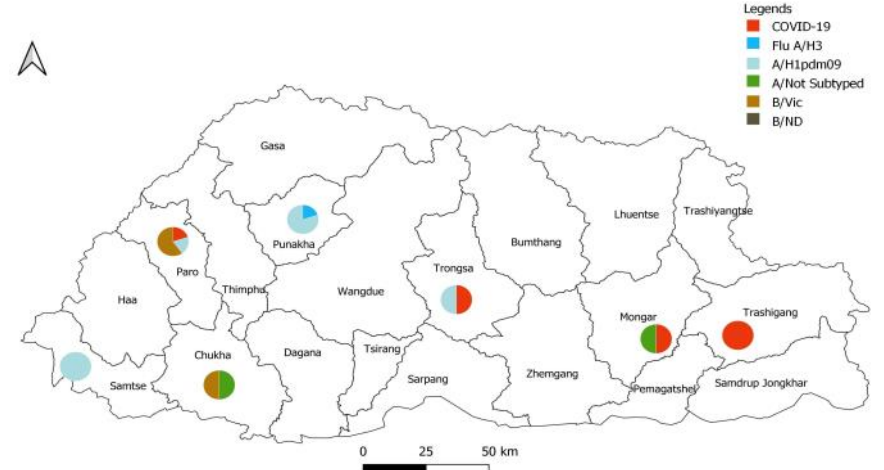 Legends
COVID-19
Flu A/H3
A/H1pdm09
A/Not Subtyped
B/Vic
B/ND
Gasa
Punakha
Paro
Thimphu
Haa
Wangdue
Trongsa
Bumthang
Lhuentse
Trashiyangtse
Mongar
Trashigang
Chukha
Samtse
Dagana
Tsirang
Sarpang
Zhemgang
Pemagatshel
Samdrup Jongkhar
0 25 50 km